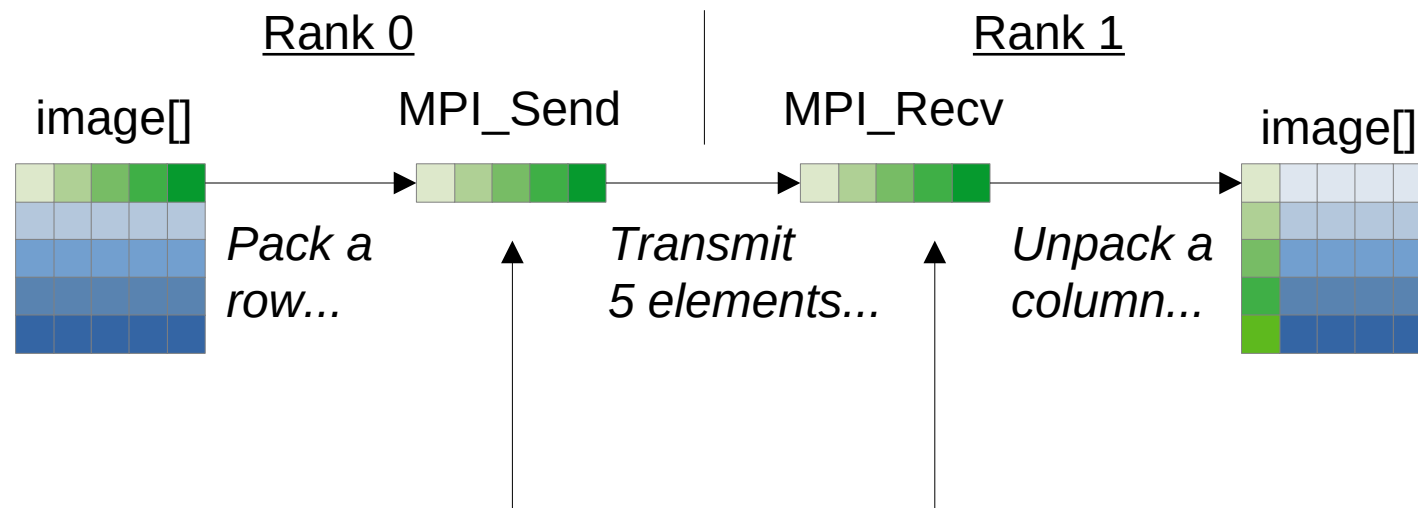 Rank 0
Rank 1
image[]
MPI_Send
MPI_Recv
image[]
Pack a
row...
Transmit
5 elements...
Unpack a
column...